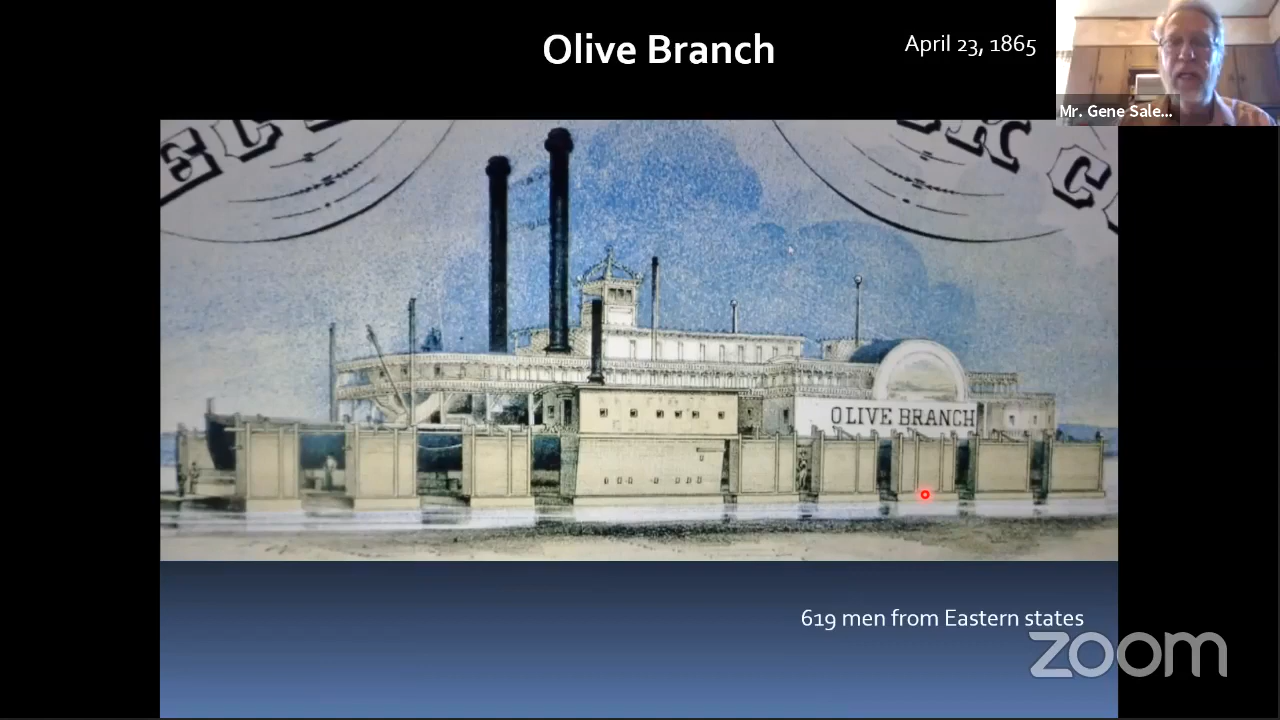 Olive Branch
April 23, 1865
Mr. Gene Sale...
OLIVE BRANCH
619 men from Eastern states
zoom